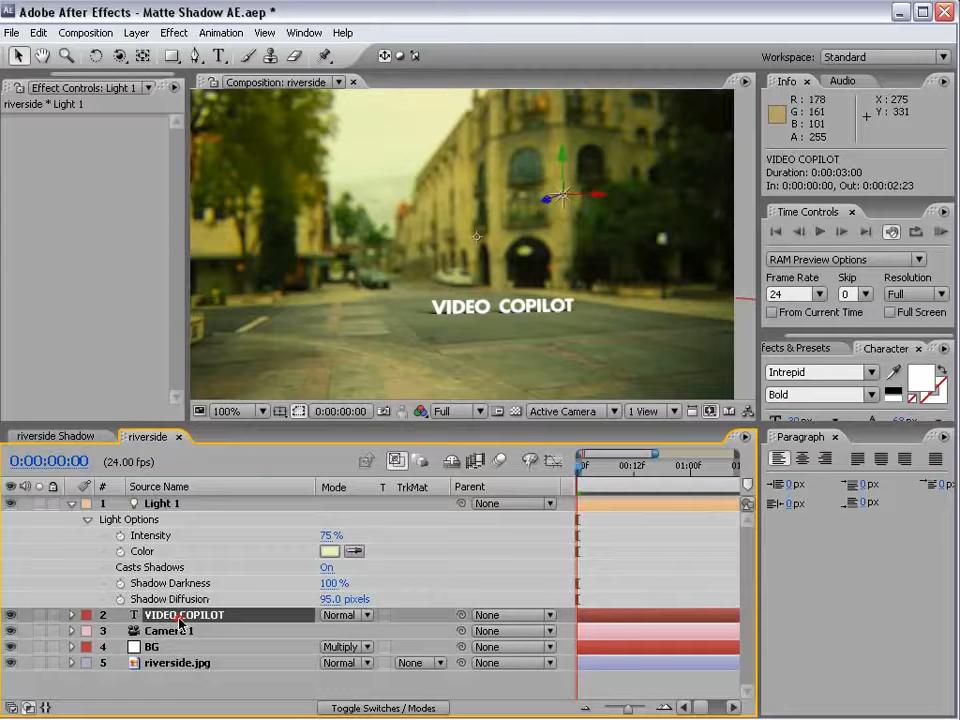 Adobe After Effects - Matte Shadow AE.aep *
File Edit Composition Layer Effect Animation View Window Help
Workspace: Standard
Effect Controls: Light 1
riverside * Light 1
Composition: riverside
VIDEO COPILOT
100% 0:00:00:00 Full Active Camera 1 View
Info Audio
R: 178 X: 275
G: 161 Y: 331
B: 101
A: 255
VIDEO COPILOT
Duration: 0:00:03:00
In: 0:00:00:00, Out: 0:00:02:23
Time Controls
RAM Preview Options
Frame Rate Skip Resolution
24 0 Full
From Current Time Full Screen
ffects & Presets Character
Intrepid
Bold
riverside Shadow riverside
0:00:00:00 (24.00 fps)
0f 00:12f 01:00f
# Source Name Mode T TrkMat Parent
1 Light 1 None
Light Options
Intensity 75 %
Color
Casts Shadows On
Shadow Darkness 100 %
Shadow Diffusion 95.0 pixels
2 VIDEO COPILOT Normal None
3 Camera 1 None
4 BG Multiply None
5 riverside.jpg Normal None None
Toggle Switches / Modes
Paragraph
0 px 0 px 0 px
0 px 0 px